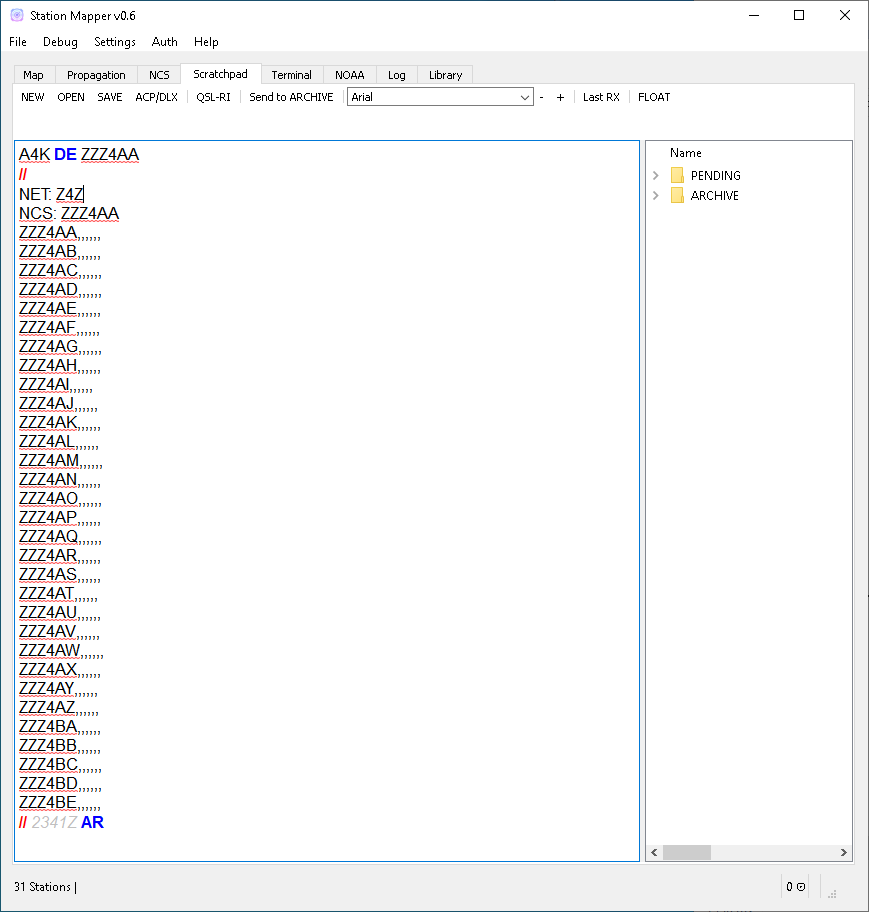 Station Mapper v0.6
File Debug Settings Auth Help
Map Propagation NCS Scratchpad Terminal NOAA Log Library
NEW OPEN SAVE ACP/DLX QSL-RI Send to ARCHIVE Arial - + Last RX FLOAT
A4K DE ZZZ4AA
//
NET: Z4Z
NCS: ZZZ4AA
ZZZ4AA,,,,,,
ZZZ4AB,,,,,,
ZZZ4AC,,,,,,
ZZZ4AD,,,,,,
ZZZ4AE,,,,,,
ZZZ4AF,,,,,,
ZZZ4AG,,,,,,
ZZZ4AH,,,,,,
ZZZ4AI,,,,,,
ZZZ4AJ,,,,,,
ZZZ4AK,,,,,,
ZZZ4AL,,,,,,
ZZZ4AM,,,,,,
ZZZ4AN,,,,,,
ZZZ4AO,,,,,,
ZZZ4AP,,,,,,
ZZZ4AQ,,,,,,
ZZZ4AR,,,,,,
ZZZ4AS,,,,,,
ZZZ4AT,,,,,,
ZZZ4AU,,,,,,
ZZZ4AV,,,,,,
ZZZ4AW,,,,,,
ZZZ4AX,,,,,,
ZZZ4AY,,,,,,
ZZZ4AZ,,,,,,
ZZZ4BA,,,,,,
ZZZ4BB,,,,,,
ZZZ4BC,,,,,,
ZZZ4BD,,,,,,
ZZZ4BE,,,,,,
// 2341Z AR
Name
PENDING
ARCHIVE
31 Stations |
0